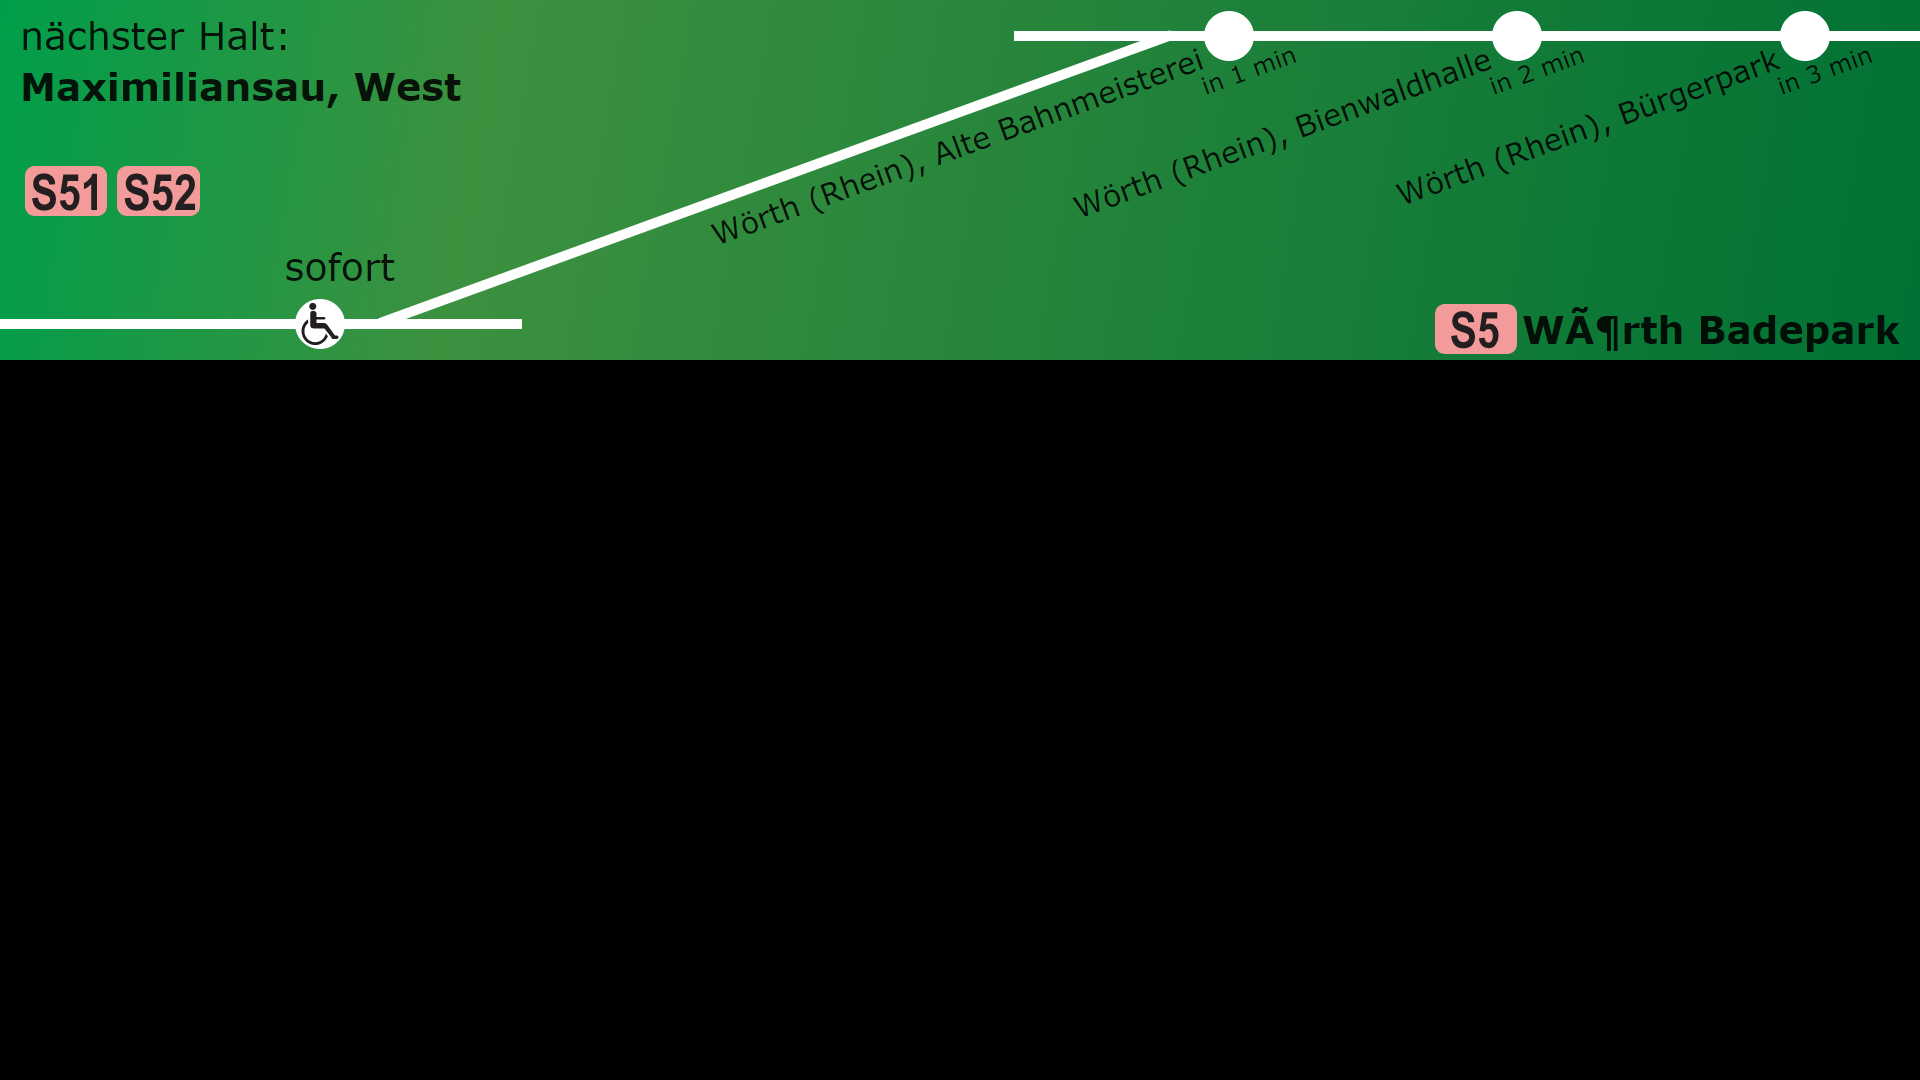 nächster Halt:
Maximiliansau, West
S51 S52
sofort
Wörth (Rhein), Alte Bahnmeisterei
in 1 min
Wörth (Rhein), Bienwaldhalle
in 2 min
Wörth (Rhein), Bürgerpark
in 3 min
S5 WÃ¶rth Badepark